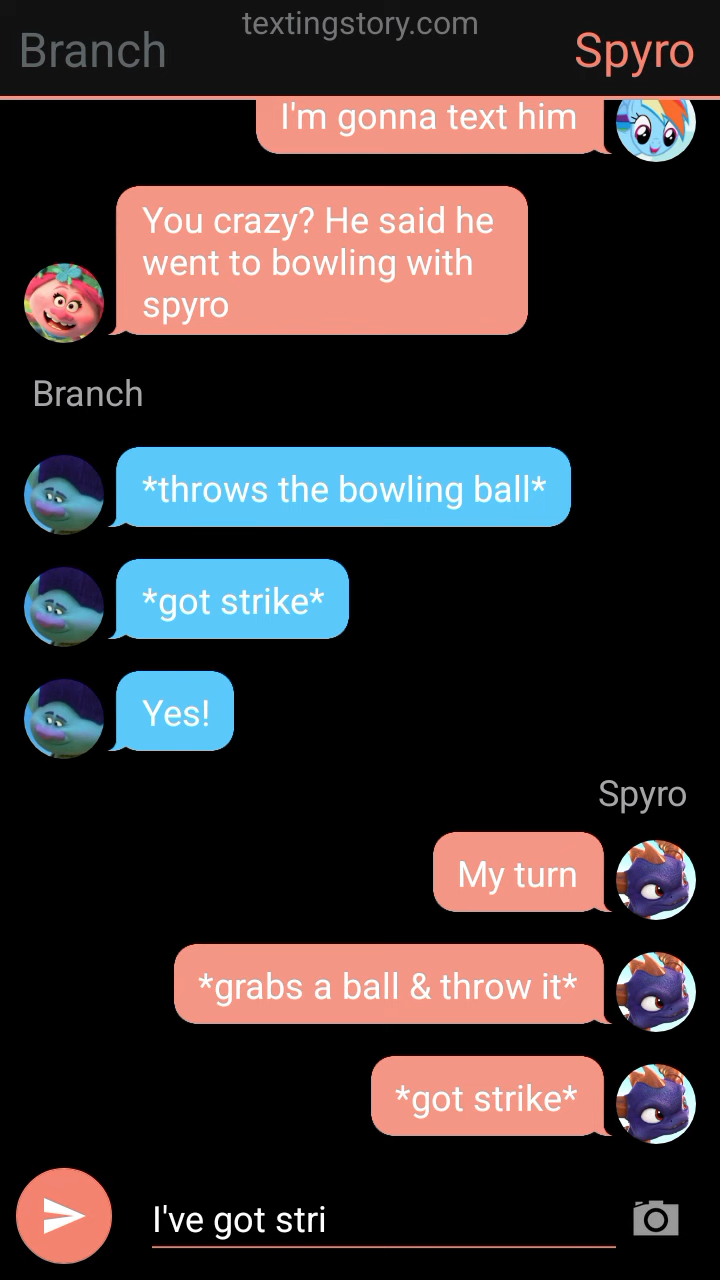 textingstory.com
Branch
Spyro
I'm gonna text him
You crazy? He said he
went to bowling with
spyro
Branch
*throws the bowling ball*
*got strike*
Yes!
Spyro
My turn
*grabs a ball & throw it*
*got strike*
I've got stri